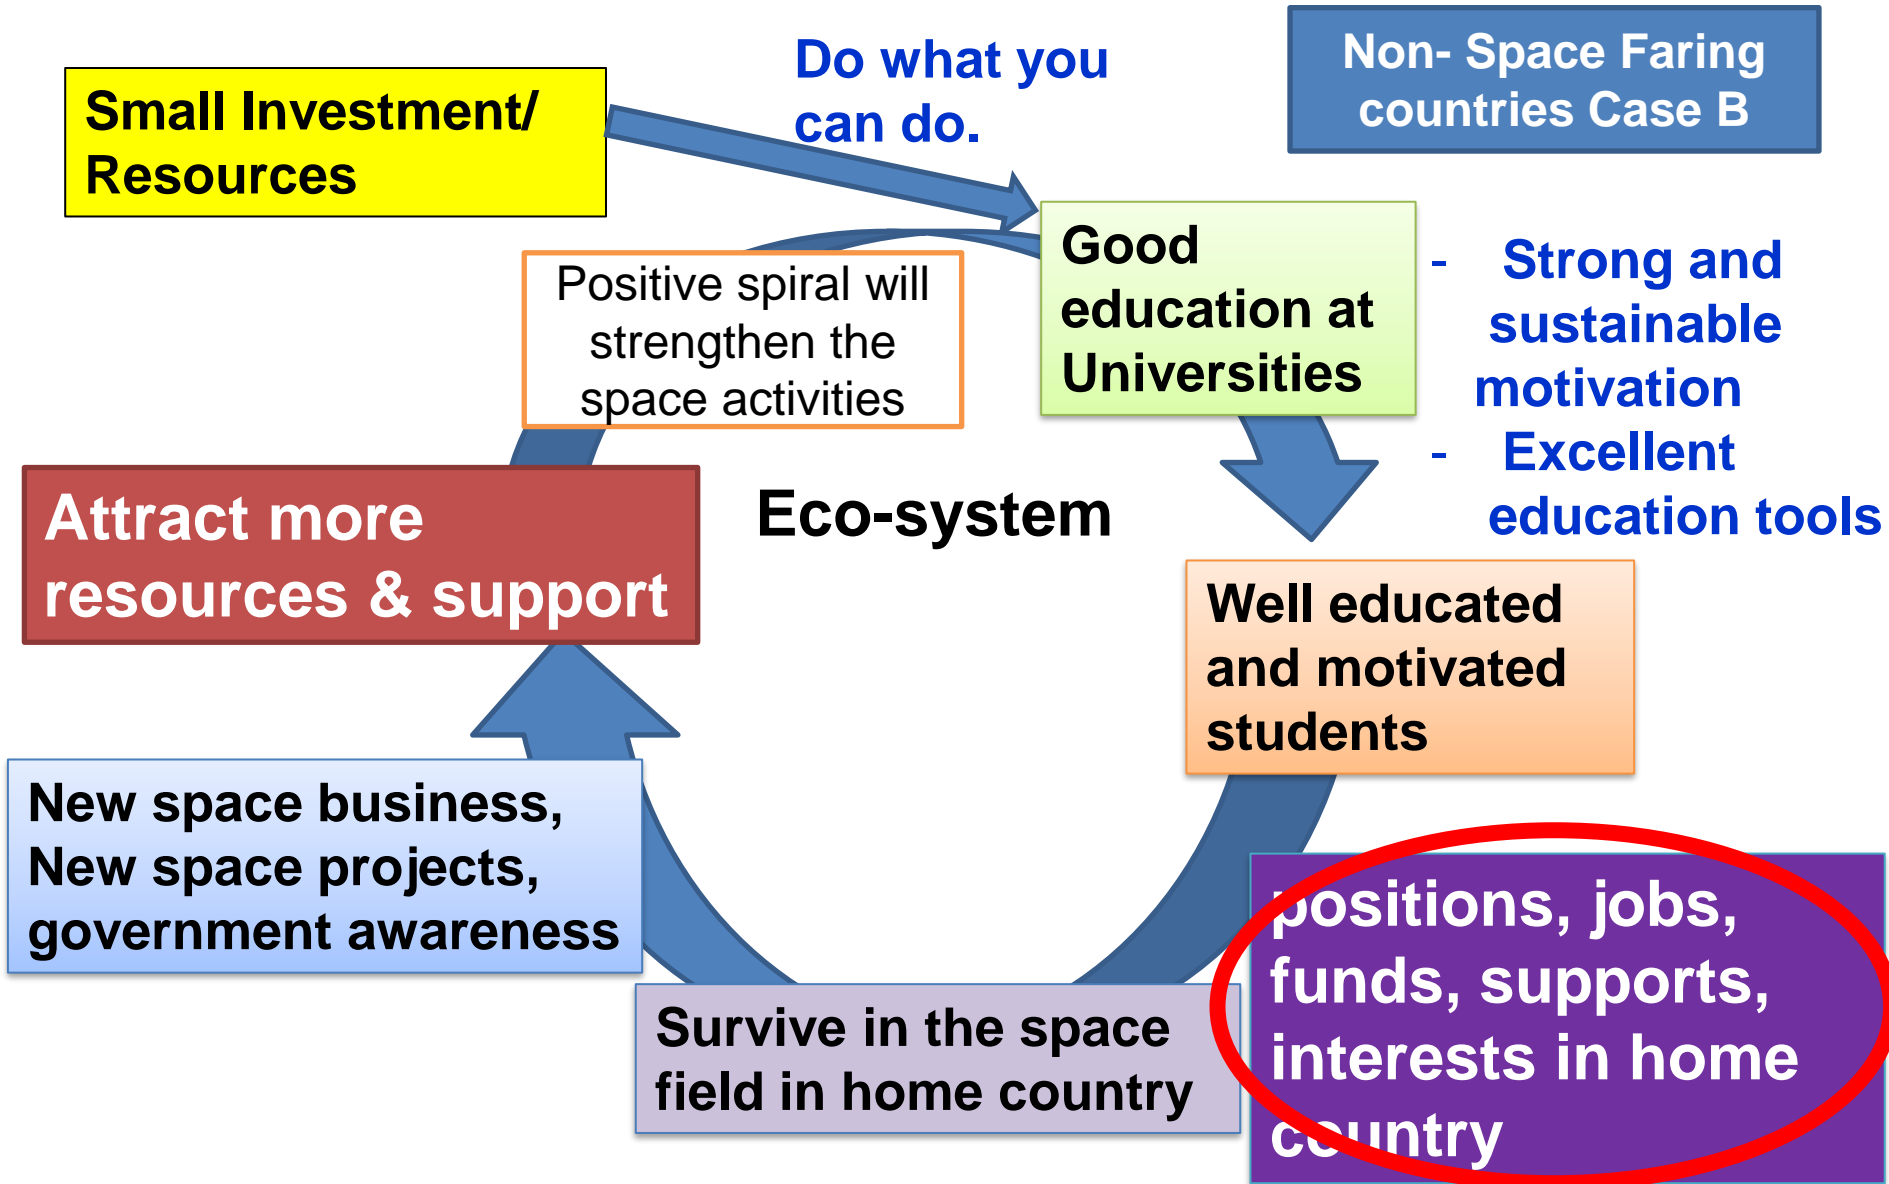 Do what you
can do.
Non- Space Faring
countries Case B
Small Investment/
Resources
Good
education at
Universities
- Strong and
sustainable
motivation
- Excellent
education tools
Positive spiral will
strengthen the
space activities
Eco-system
Attract more
resources & support
Well educated
and motivated
students
New space business,
New space projects,
government awareness
positions, jobs,
funds, supports,
interests in home
country
Survive in the space
field in home country